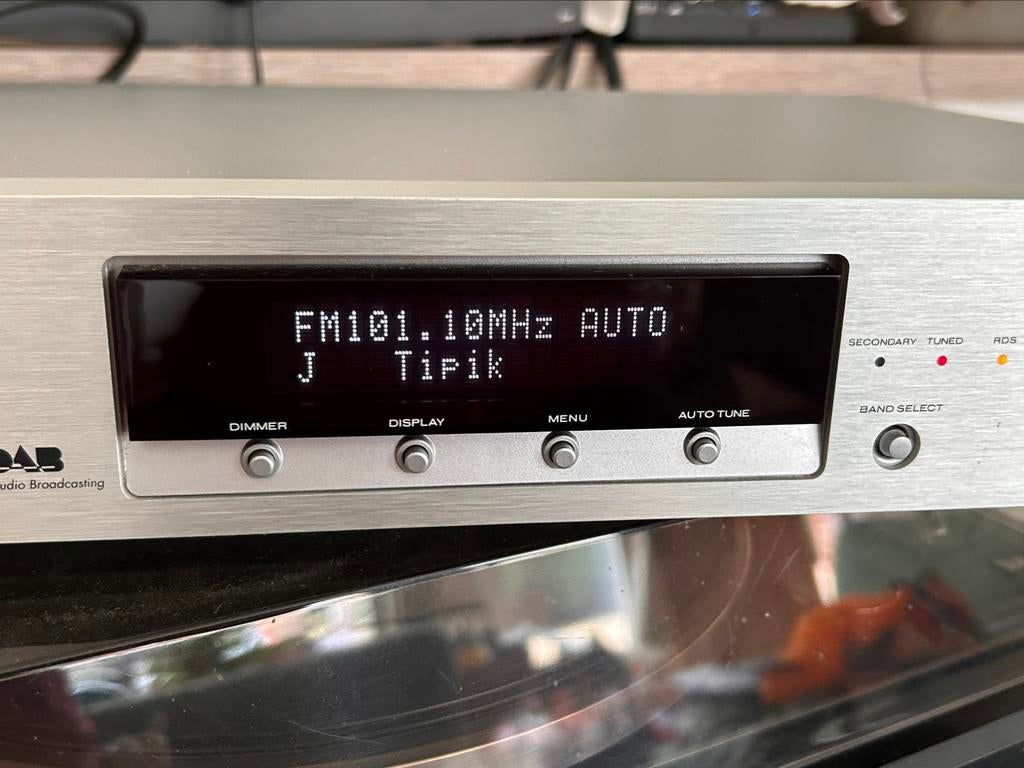 FM101.10MHz AUTO
J Tipik
SECONDARY TUNED RDS
DIMMER DISPLAY MENU AUTO TUNE
BAND SELECT
DAB
udio Broadcasting